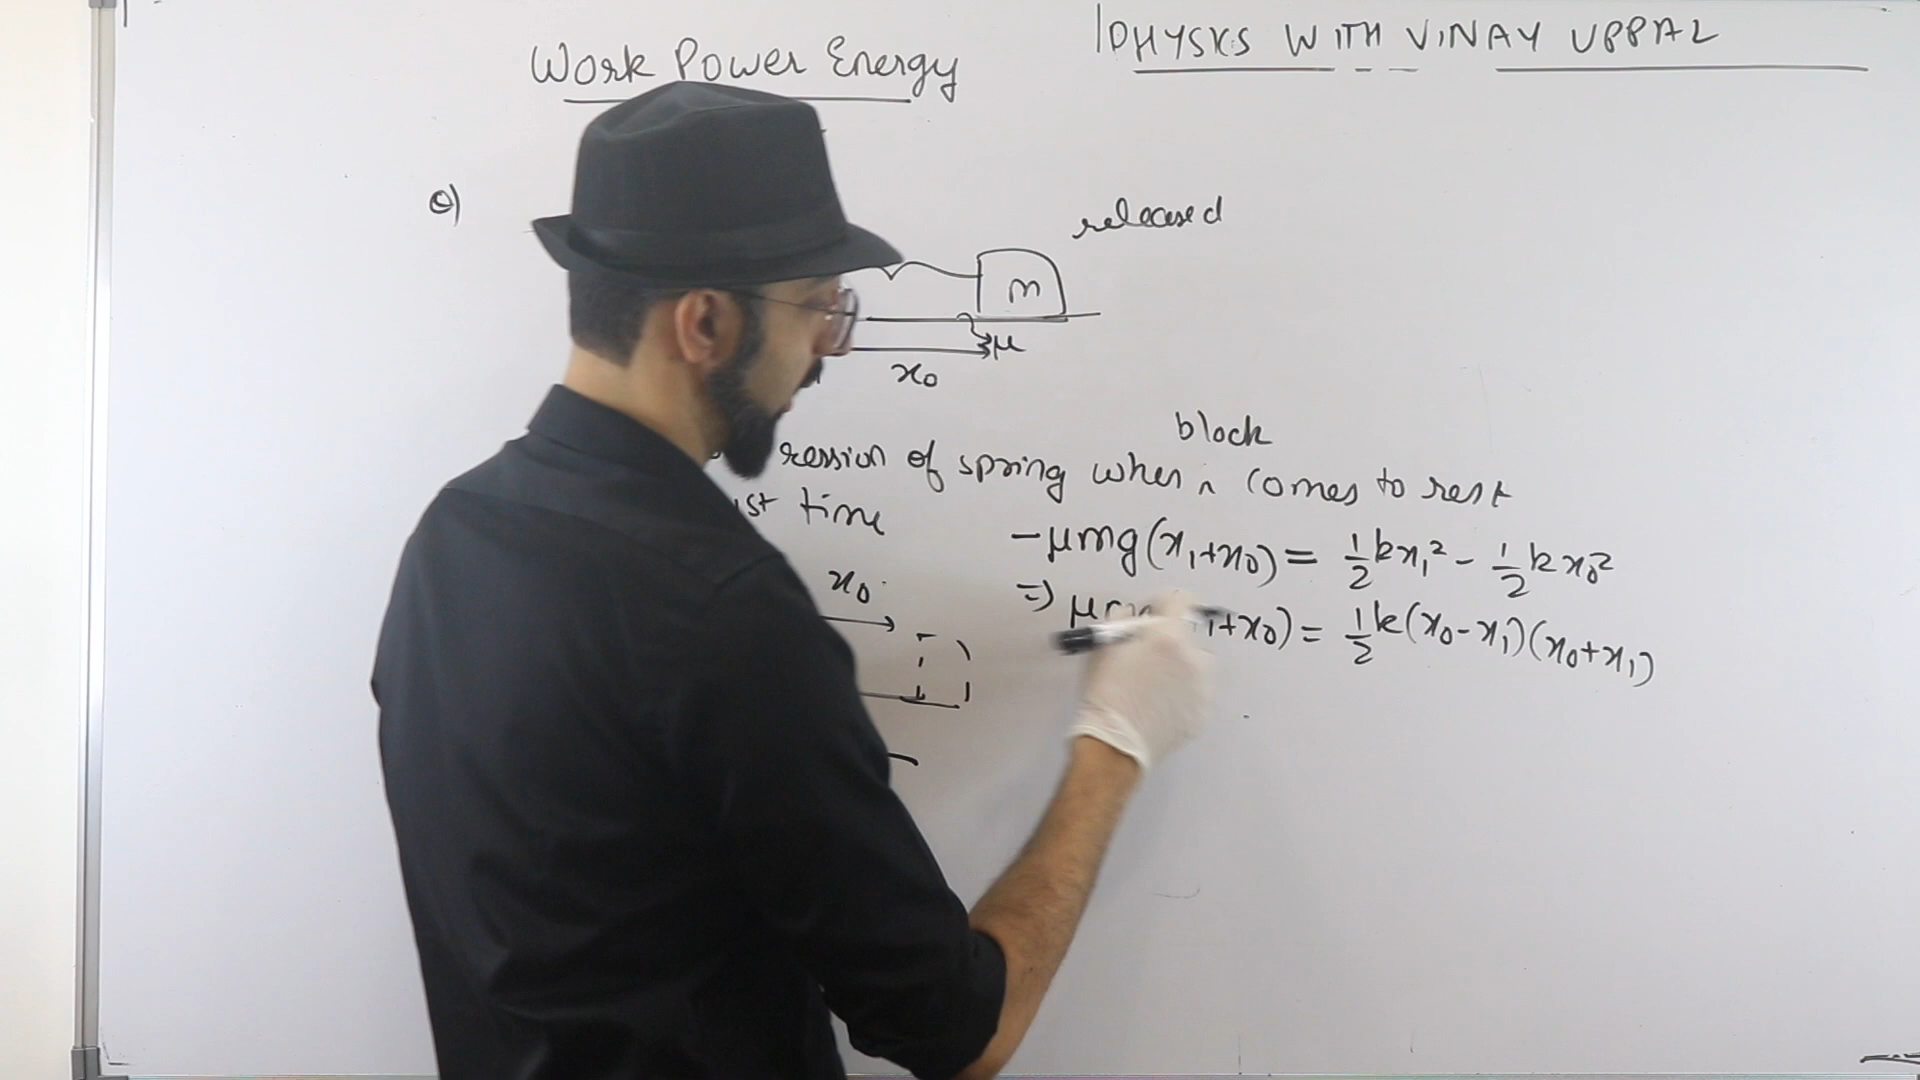 Work Power Energy
PHYSICS WITH VINAY UPPAL
Q)
released
m
μ
x₀
block
ression of spring when ^ comes to rest
st time
-μmg(x₁+x₀) = ½kx₁² - ½kx₀²
x₀
⇒ μm ₁+x₀) = ½k(x₀-x₁)(x₀+x₁)